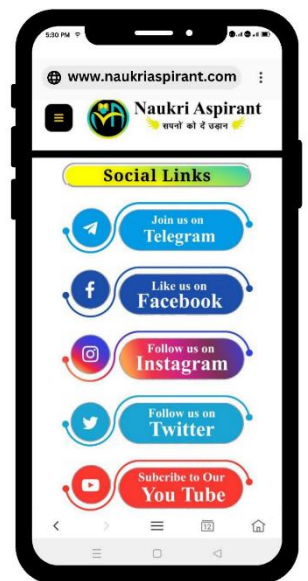 5:30 PM
www.naukriaspirant.com
Naukri Aspirant
सपनों को दें उड़ान
Social Links
Join us on
Telegram
Like us on
Facebook
Follow us on
Instagram
Follow us on
Twitter
Subcribe to Our
You Tube
12